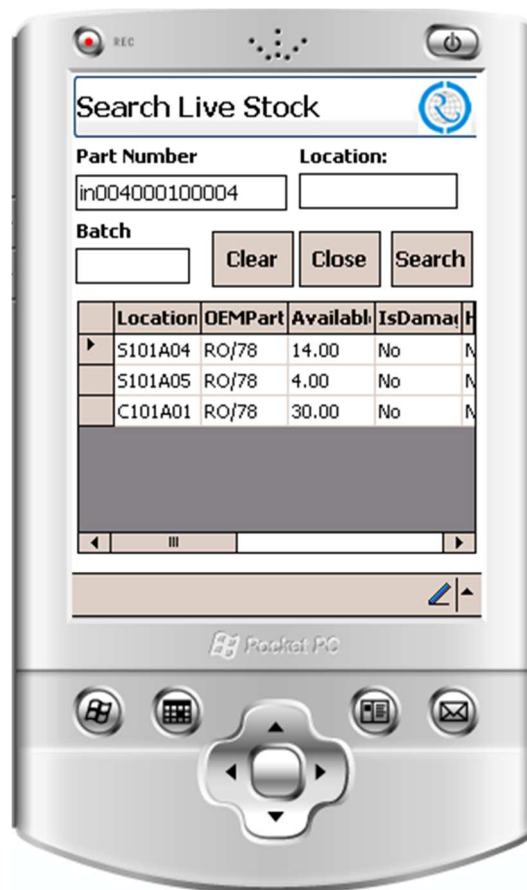 REC
Search Live Stock
Part Number Location:
in004000100004
Batch
Clear Close Search
Location OEMPart Availabl IsDamag H
S101A04 RO/78 14.00 No N
S101A05 RO/78 4.00 No N
C101A01 RO/78 30.00 No N
Pocket PC